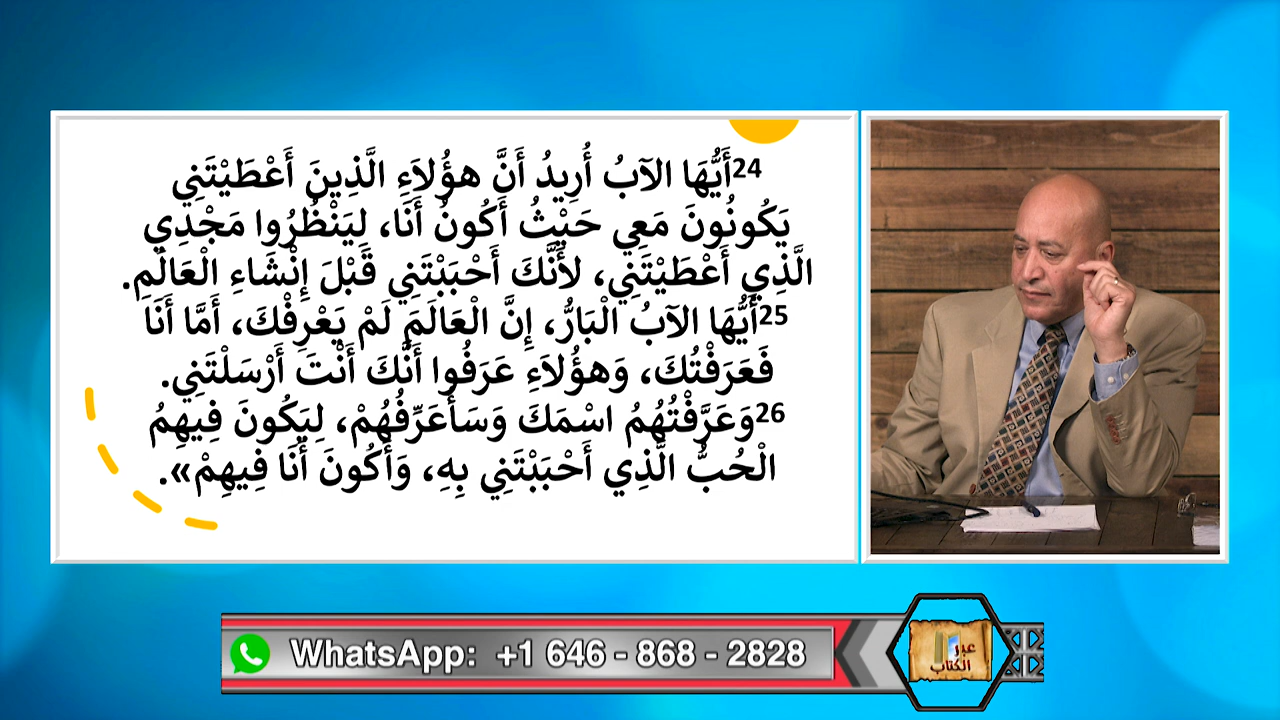 24أَيُّهَا الآبُ أُرِيدُ أَنَّ هؤُلاَءِ الَّذِينَ أَعْطَيْتَنِي
يَكُونُونَ مَعِي حَيْثُ أَكُونُ أَنَا، لِيَنْظُرُوا مَجْدِي
الَّذِي أَعْطَيْتَنِي، لأَنَّكَ أَحْبَبْتَنِي قَبْلَ إِنْشَاءِ الْعَالَمِ.
25أَيُّهَا الآبُ الْبَارُّ، إِنَّ الْعَالَمَ لَمْ يَعْرِفْكَ، أَمَّا أَنَا
فَعَرَفْتُكَ، وَهؤُلاَءِ عَرَفُوا أَنَّكَ أَنْتَ أَرْسَلْتَنِي.
26وَعَرَّفْتُهُمُ اسْمَكَ وَسَأُعَرِّفُهُمْ، لِيَكُونَ فِيهِمُ
الْحُبُّ الَّذِي أَحْبَبْتَنِي بِهِ، وَأَكُونَ أَنَا فِيهِمْ».
WhatsApp: +1 646 - 868 - 2828
عبر
الكتاب